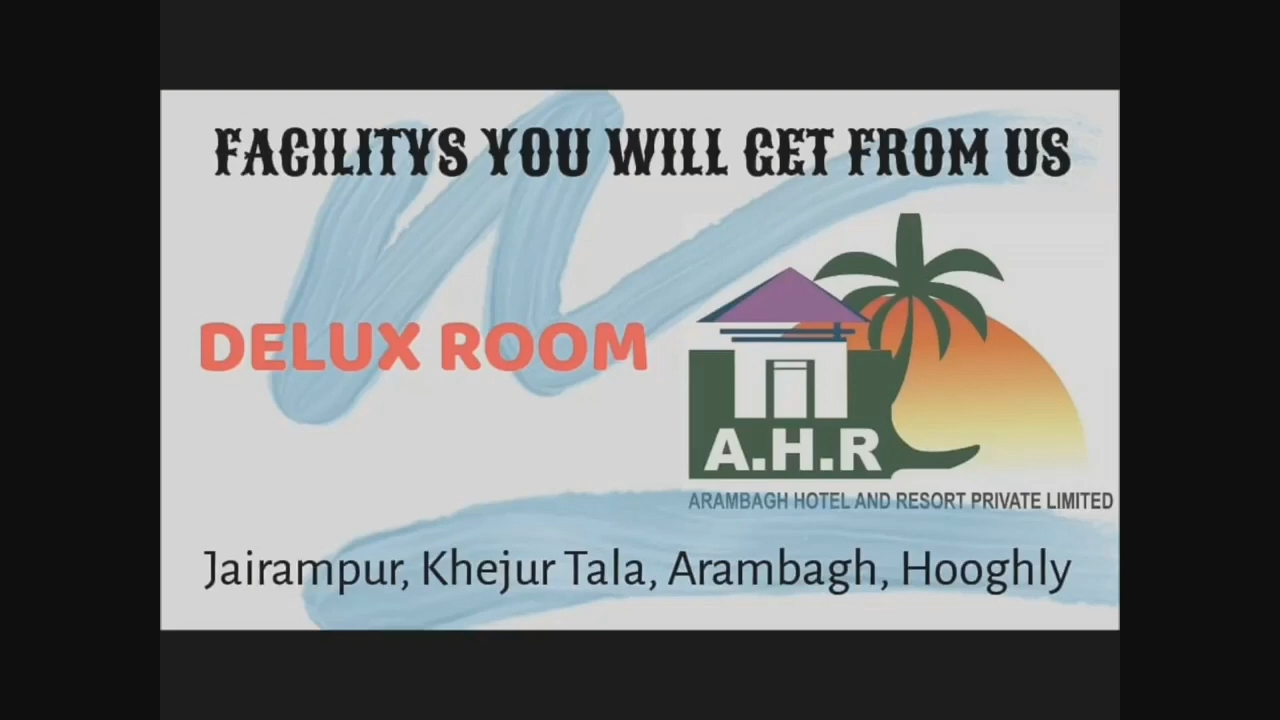 FACILITYS YOU WILL GET FROM US
DELUX ROOM
A.H.R
ARAMBAGH HOTEL AND RESORT PRIVATE LIMITED
Jairampur, Khejur Tala, Arambagh, Hooghly